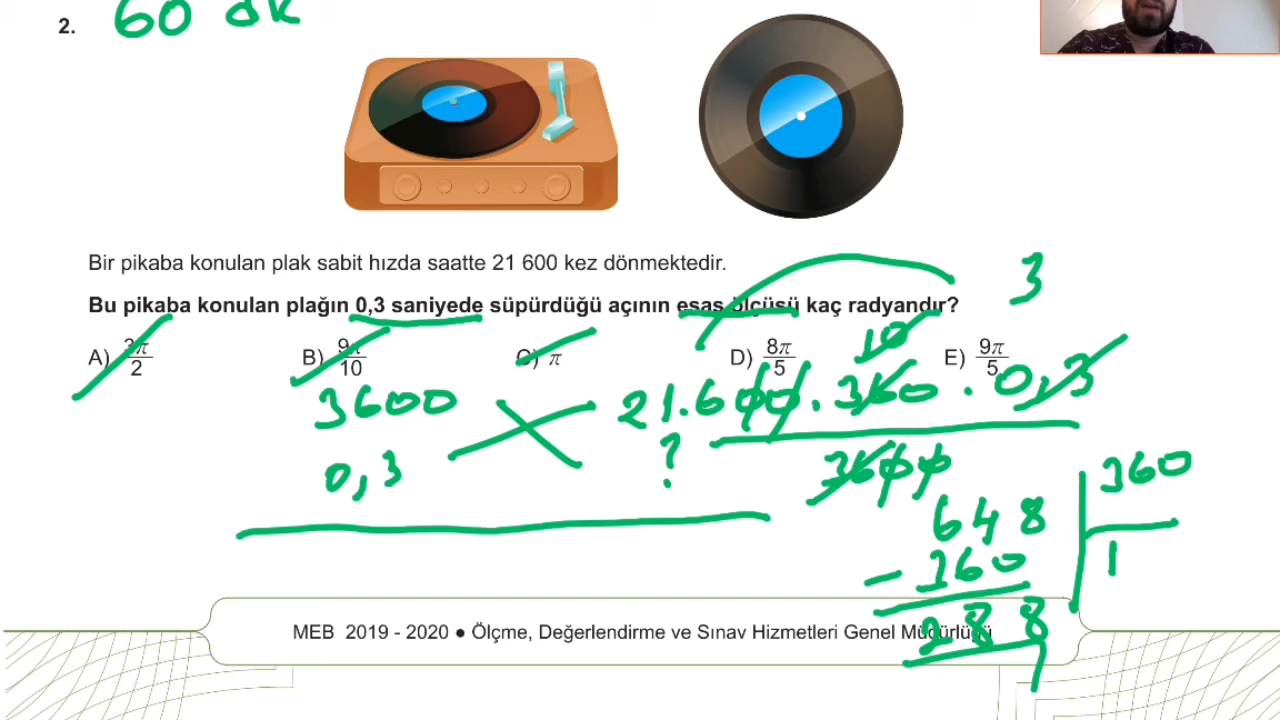 2. 60 dk
Bir pikaba konulan plak sabit hızda saatte 21 600 kez dönmektedir.
3
Bu pikaba konulan plağın 0,3 saniyede süpürdüğü açının esas ölçüsü kaç radyandır?
10
A) 3π/2 B) 9π/10 C) π D) 8π/5 E) 9π/5
3600 21.600.360.0,3
0,3 ? 3600
648 360
-360 1
288
MEB 2019 - 2020 ● Ölçme, Değerlendirme ve Sınav Hizmetleri Genel Müdürlüğü